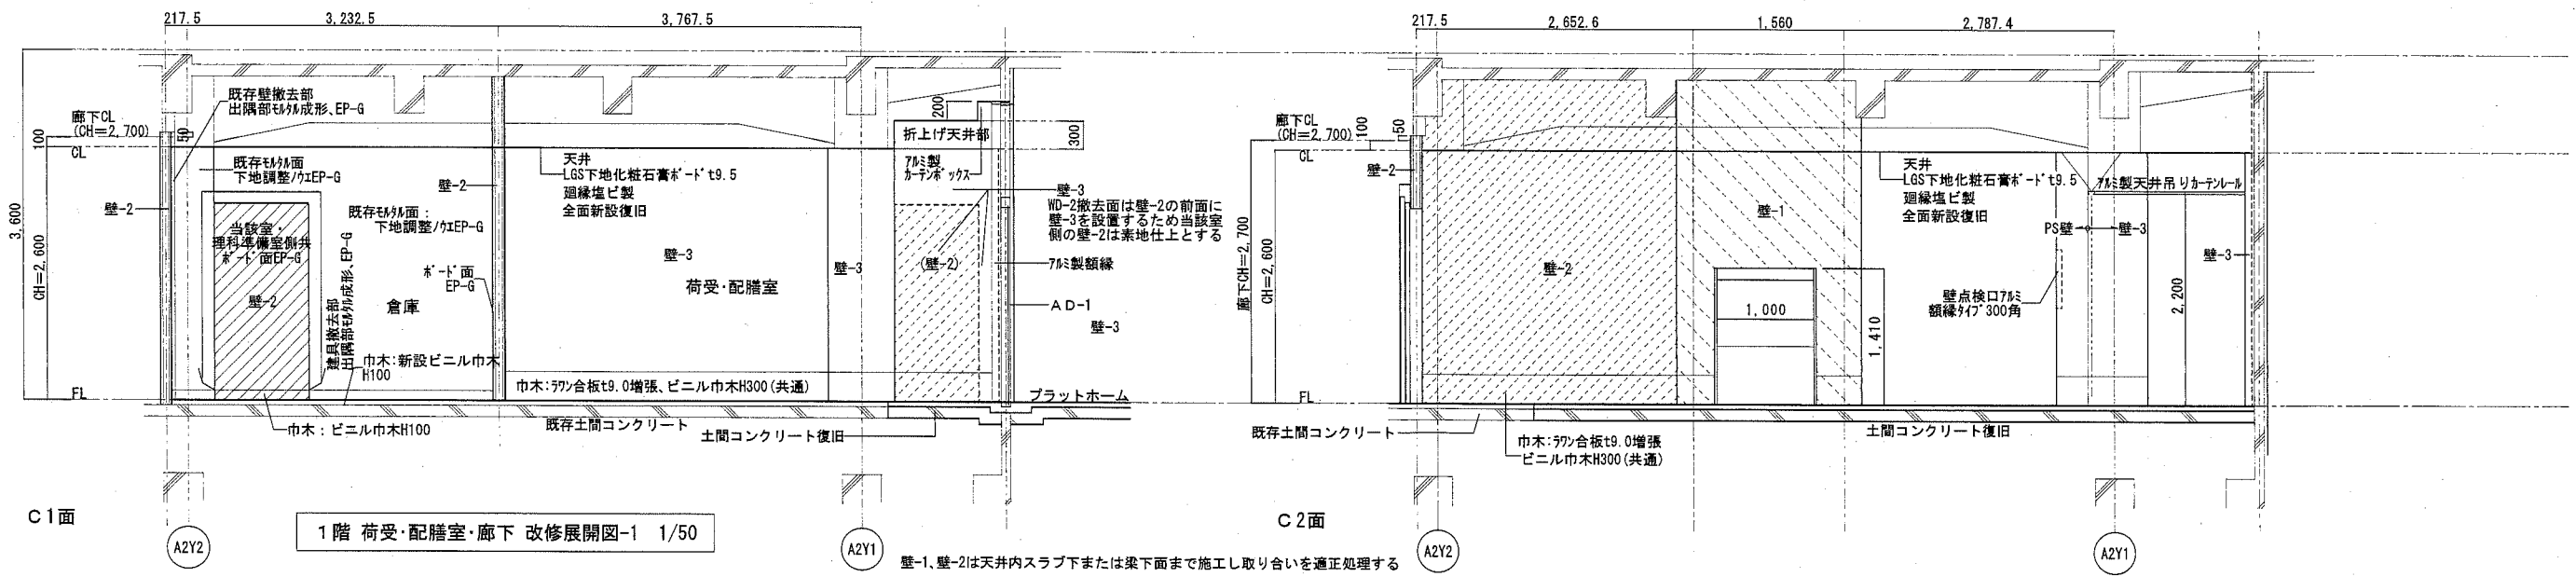 217.5
3,232.5
3,767.5
3,600
CH=2,600
100
廊下CL
(CH=2,700)
CL
50
既存壁撤去部
出隅部ﾓﾙﾀﾙ成形、EP-G
既存ﾓﾙﾀﾙ面
下地調整ﾉｳｴEP-G
壁-2
当該室・
理科準備室側共
ﾎﾞｰﾄﾞ面EP-G
壁-2
建具撤去部
出隅部ﾓﾙﾀﾙ成形、EP-G
既存ﾓﾙﾀﾙ面：
下地調整ﾉｳｴEP-G
壁-2
ﾎﾞｰﾄﾞ面
EP-G
倉庫
巾木:新設ビニル巾木
H100
FL
巾木：ビニル巾木H100
天井
LGS下地化粧石膏ﾎﾞｰﾄﾞt9.5
廻縁塩ビ製
全面新設復旧
壁-3
荷受・配膳室
壁-3
巾木:ﾗﾜﾝ合板t9.0増張、ビニル巾木H300(共通)
既存土間コンクリート
土間コンクリート復旧
200
300
折上げ天井部
ｱﾙﾐ製
ｶｰﾃﾝﾎﾞｯｸｽ
(壁-2)
壁-3
WD-2撤去面は壁-2の前面に
壁-3を設置するため当該室
側の壁-2は素地仕上とする
ｱﾙﾐ製額縁
AD-1
壁-3
プラットホーム
C1面
A2Y2
A2Y1
1階 荷受・配膳室・廊下 改修展開図-1 1/50
217.5
2,652.6
1,560
2,787.4
廊下CL
(CH=2,700)
100
50
CL
壁-2
廊下CH=2,700
CH=2,600
FL
壁-2
壁-1
1,000
1,410
天井
LGS下地化粧石膏ﾎﾞｰﾄﾞt9.5
廻縁塩ビ製
全面新設復旧
ｱﾙﾐ製天井吊りｶｰﾃﾝﾚｰﾙ
PS壁
壁-3
壁-3
壁点検口ｱﾙﾐ
額縁ﾀｲﾌﾟ300角
2,200
既存土間コンクリート
巾木:ﾗﾜﾝ合板t9.0増張
ビニル巾木H300(共通)
土間コンクリート復旧
C2面
A2Y2
A2Y1
壁-1、壁-2は天井内スラブ下または梁下面まで施工し取り合いを適正処理する